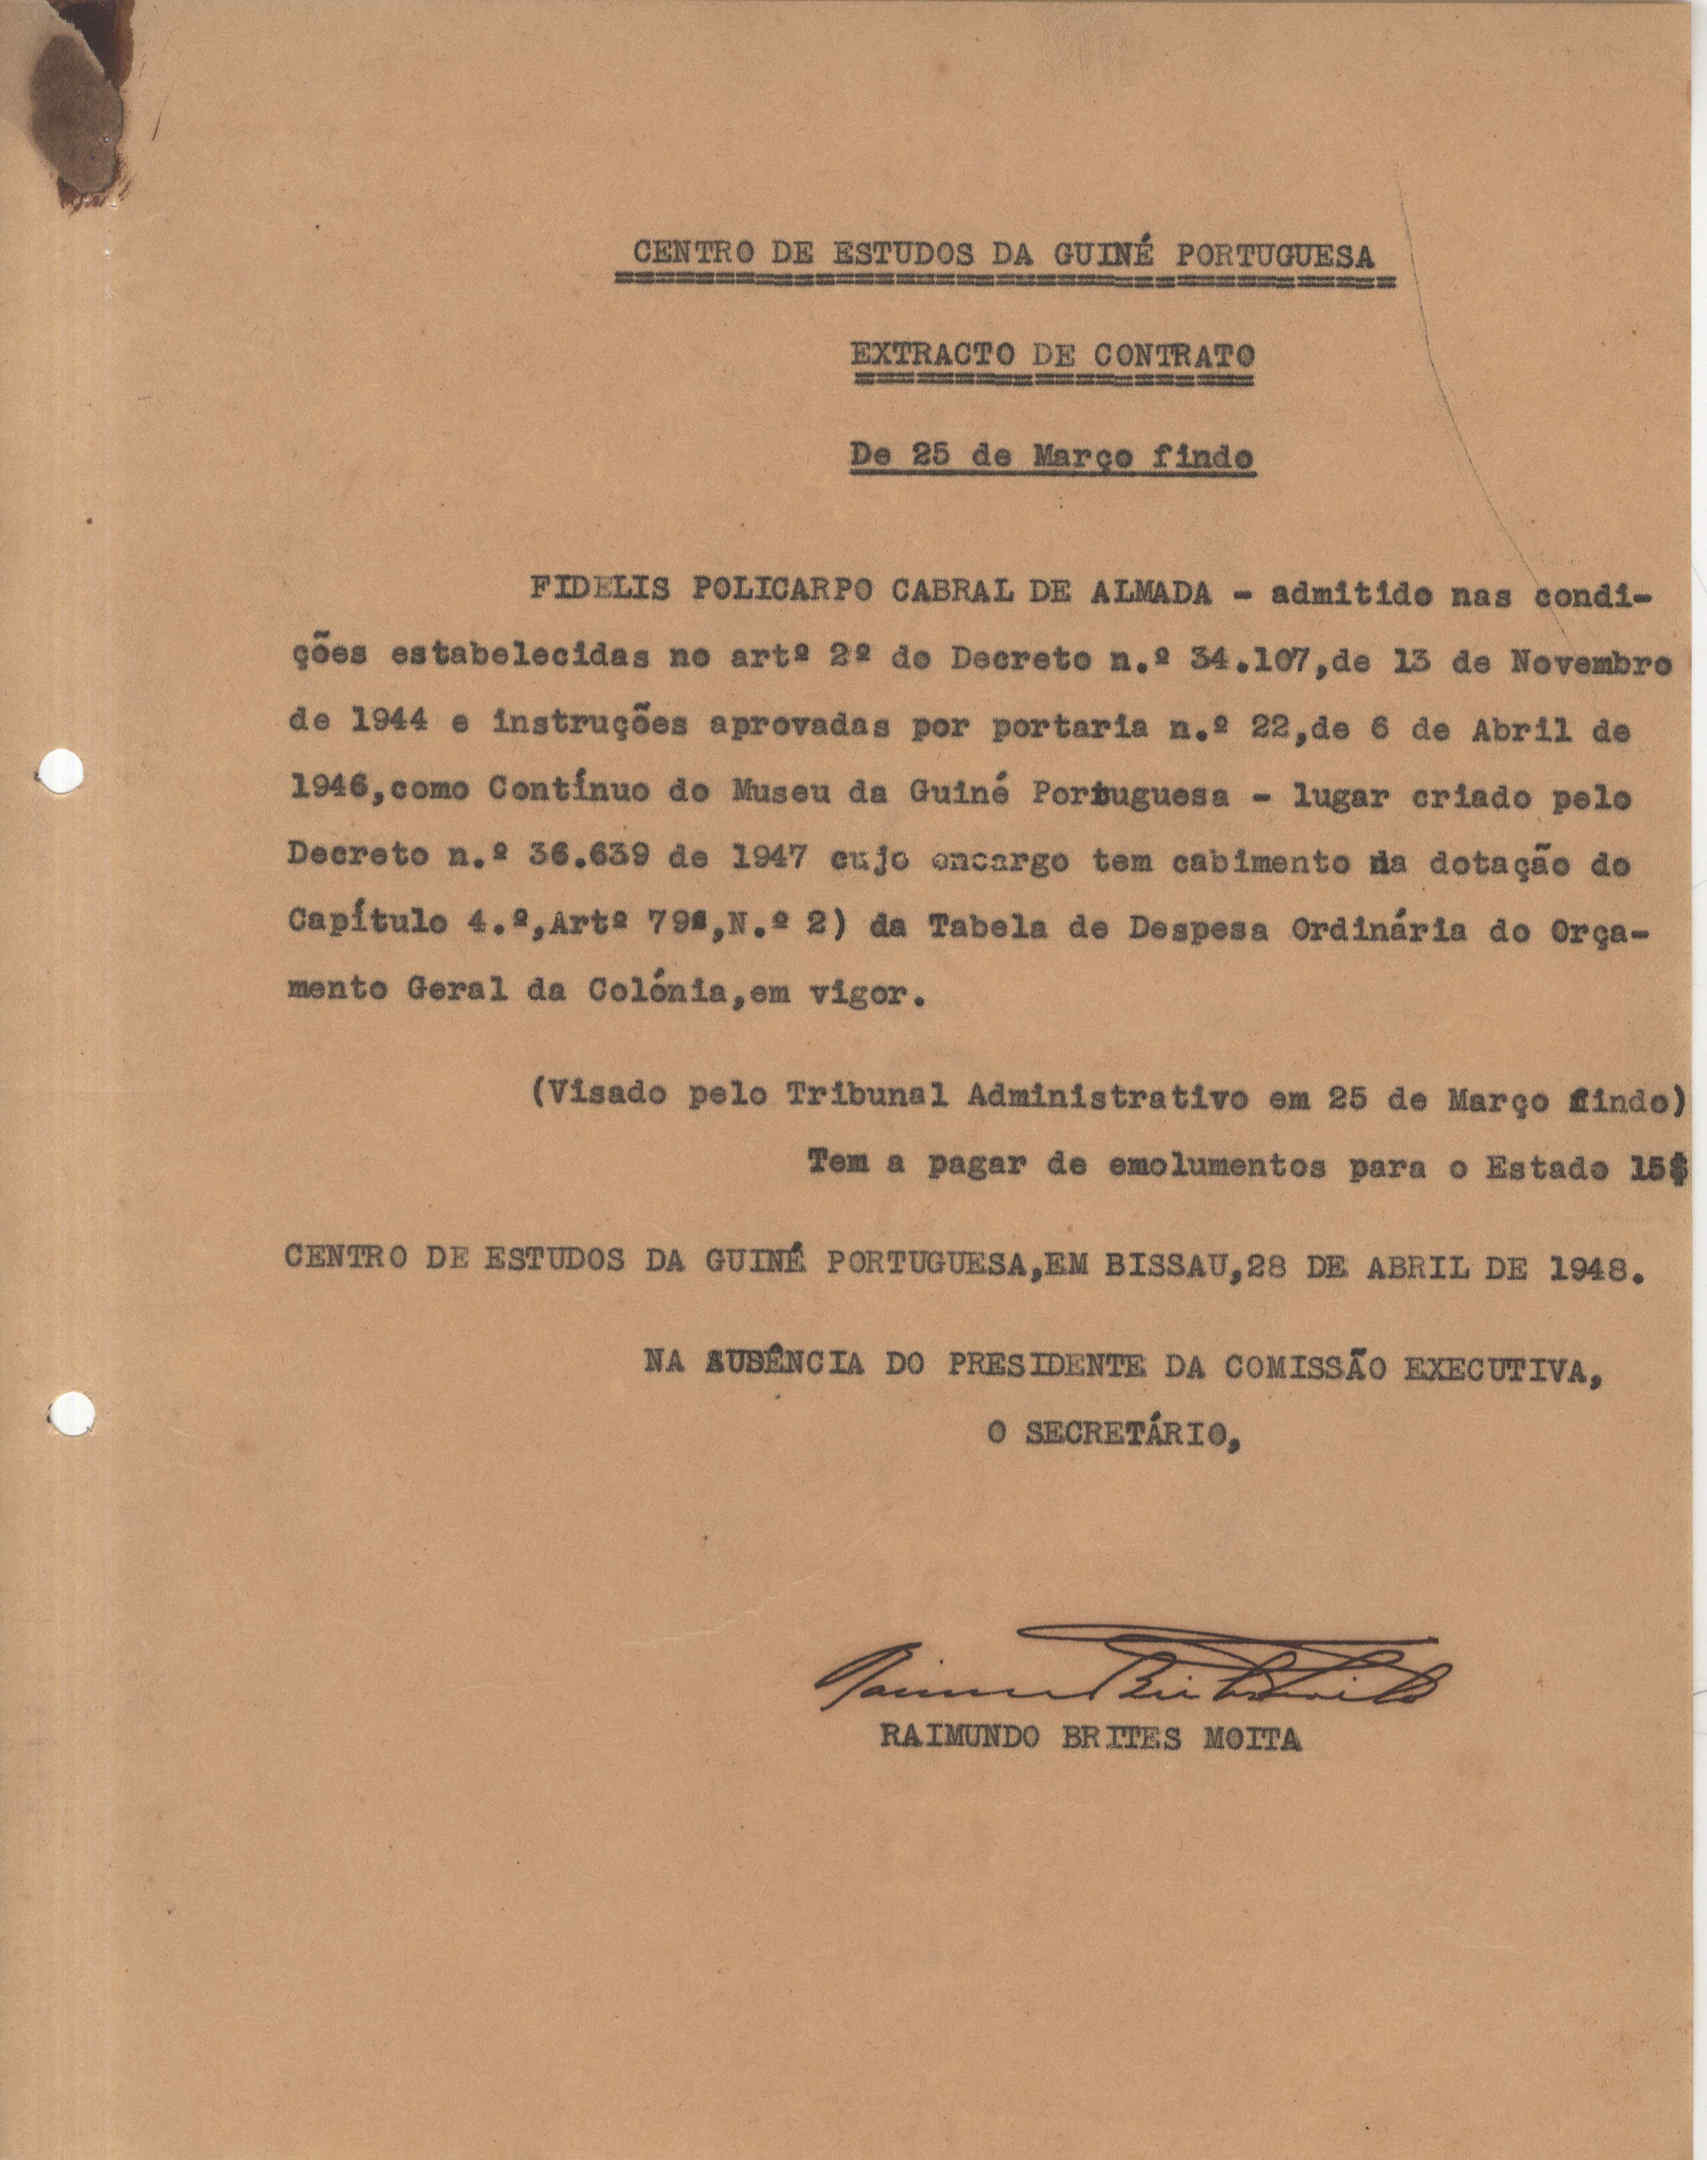 CENTRO DE ESTUDOS DA GUINÉ PORTUGUESA
EXTRACTO DE CONTRATO
De 25 de Março findo
FIDELIS POLICARPO CABRAL DE ALMADA - admitido nas condi-
ções estabelecidas no artº 2º do Decreto n.º 34.107,de 13 de Novembro
de 1944 e instruções aprovadas por portaria n.º 22,de 6 de Abril de
1946,como Contínuo do Museu da Guiné Portuguesa - lugar criado pelo
Decreto n.º 36.639 de 1947 cujo encargo tem cabimento na dotação do
Capítulo 4.º,Artº 79º,N.º 2) da Tabela de Despesa Ordinária do Orça-
mento Geral da Colónia,em vigor.
(Visado pelo Tribunal Administrativo em 25 de Março findo)
Tem a pagar de emolumentos para o Estado 15$
CENTRO DE ESTUDOS DA GUINÉ PORTUGUESA,EM BISSAU,28 DE ABRIL DE 1948.
NA AUSÊNCIA DO PRESIDENTE DA COMISSÃO EXECUTIVA,
O SECRETÁRIO,
Raimundo Brites Moita
RAIMUNDO BRITES MOITA